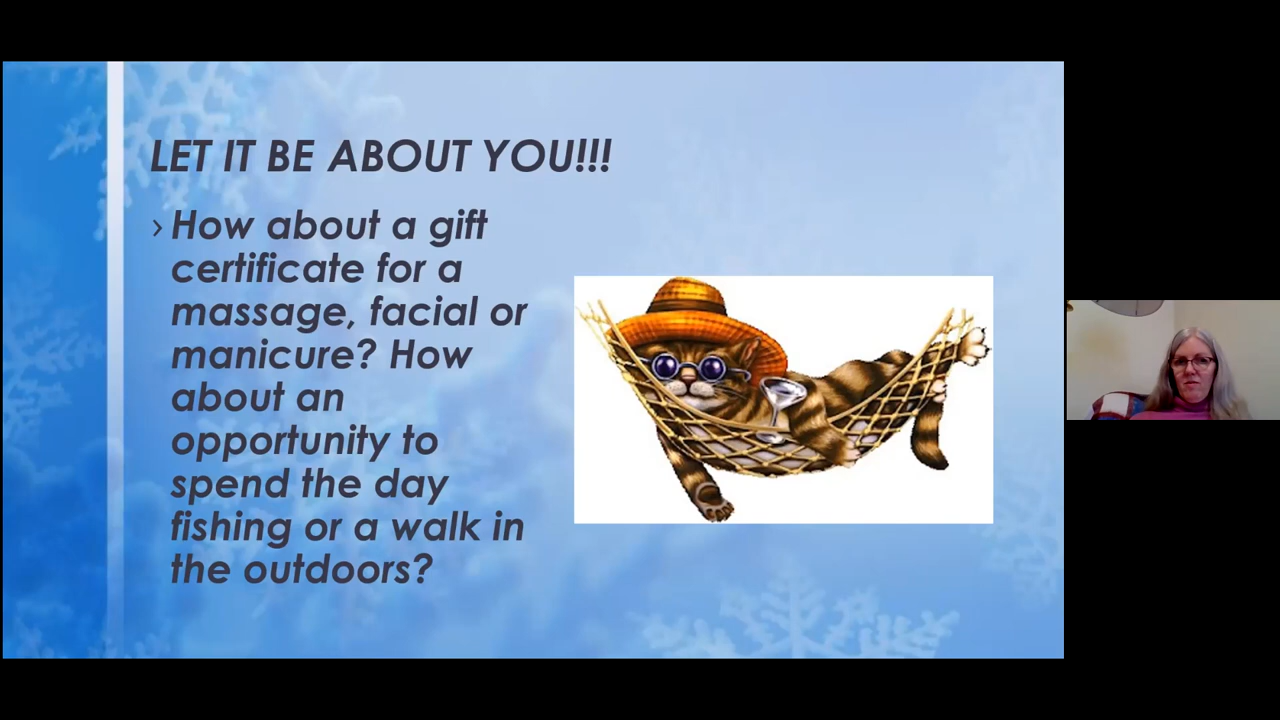 LET IT BE ABOUT YOU!!!
› How about a gift
certificate for a
massage, facial or
manicure? How
about an
opportunity to
spend the day
fishing or a walk in
the outdoors?